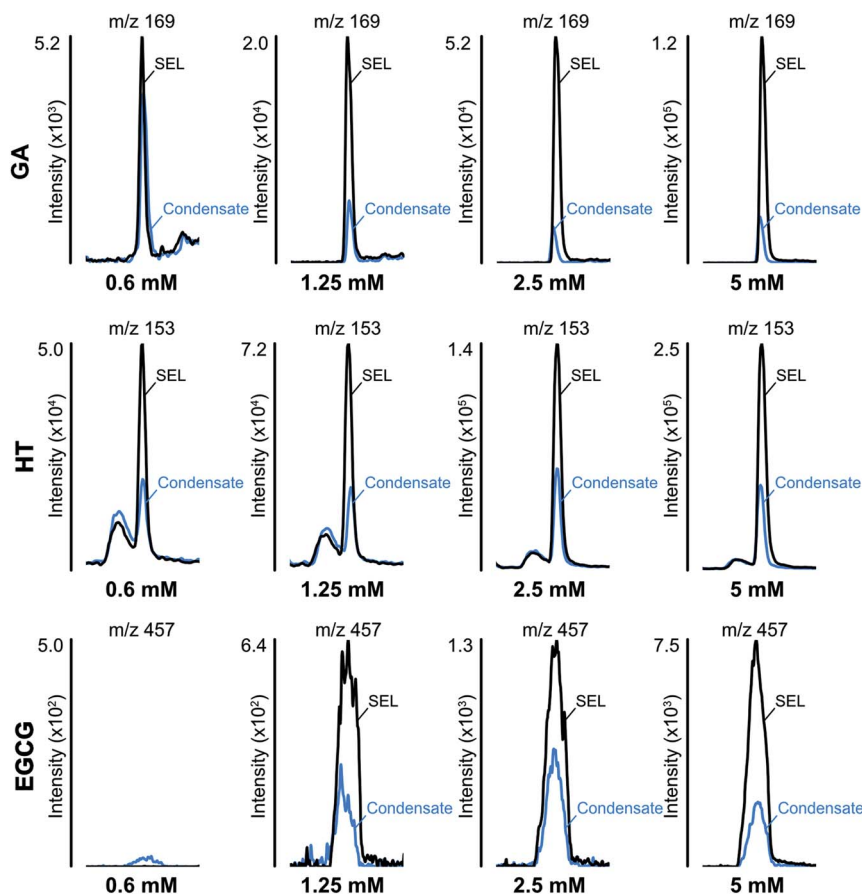 m/z 169 m/z 169 m/z 169 m/z 169
5.2 2.0 5.2 1.2
SEL SEL SEL SEL
GA
Intensity (x10³) Intensity (x10⁴) Intensity (x10⁴) Intensity (x10⁵)
Condensate Condensate Condensate Condensate
0.6 mM 1.25 mM 2.5 mM 5 mM
m/z 153 m/z 153 m/z 153 m/z 153
5.0 7.2 1.4 2.5
SEL SEL SEL SEL
HT
Intensity (x10⁴) Intensity (x10⁴) Intensity (x10⁵) Intensity (x10⁵)
Condensate Condensate Condensate Condensate
0.6 mM 1.25 mM 2.5 mM 5 mM
m/z 457 m/z 457 m/z 457 m/z 457
5.0 6.4 1.3 7.5
SEL SEL SEL
EGCG
Intensity (x10²) Intensity (x10²) Intensity (x10³) Intensity (x10³)
Condensate Condensate Condensate
0.6 mM 1.25 mM 2.5 mM 5 mM